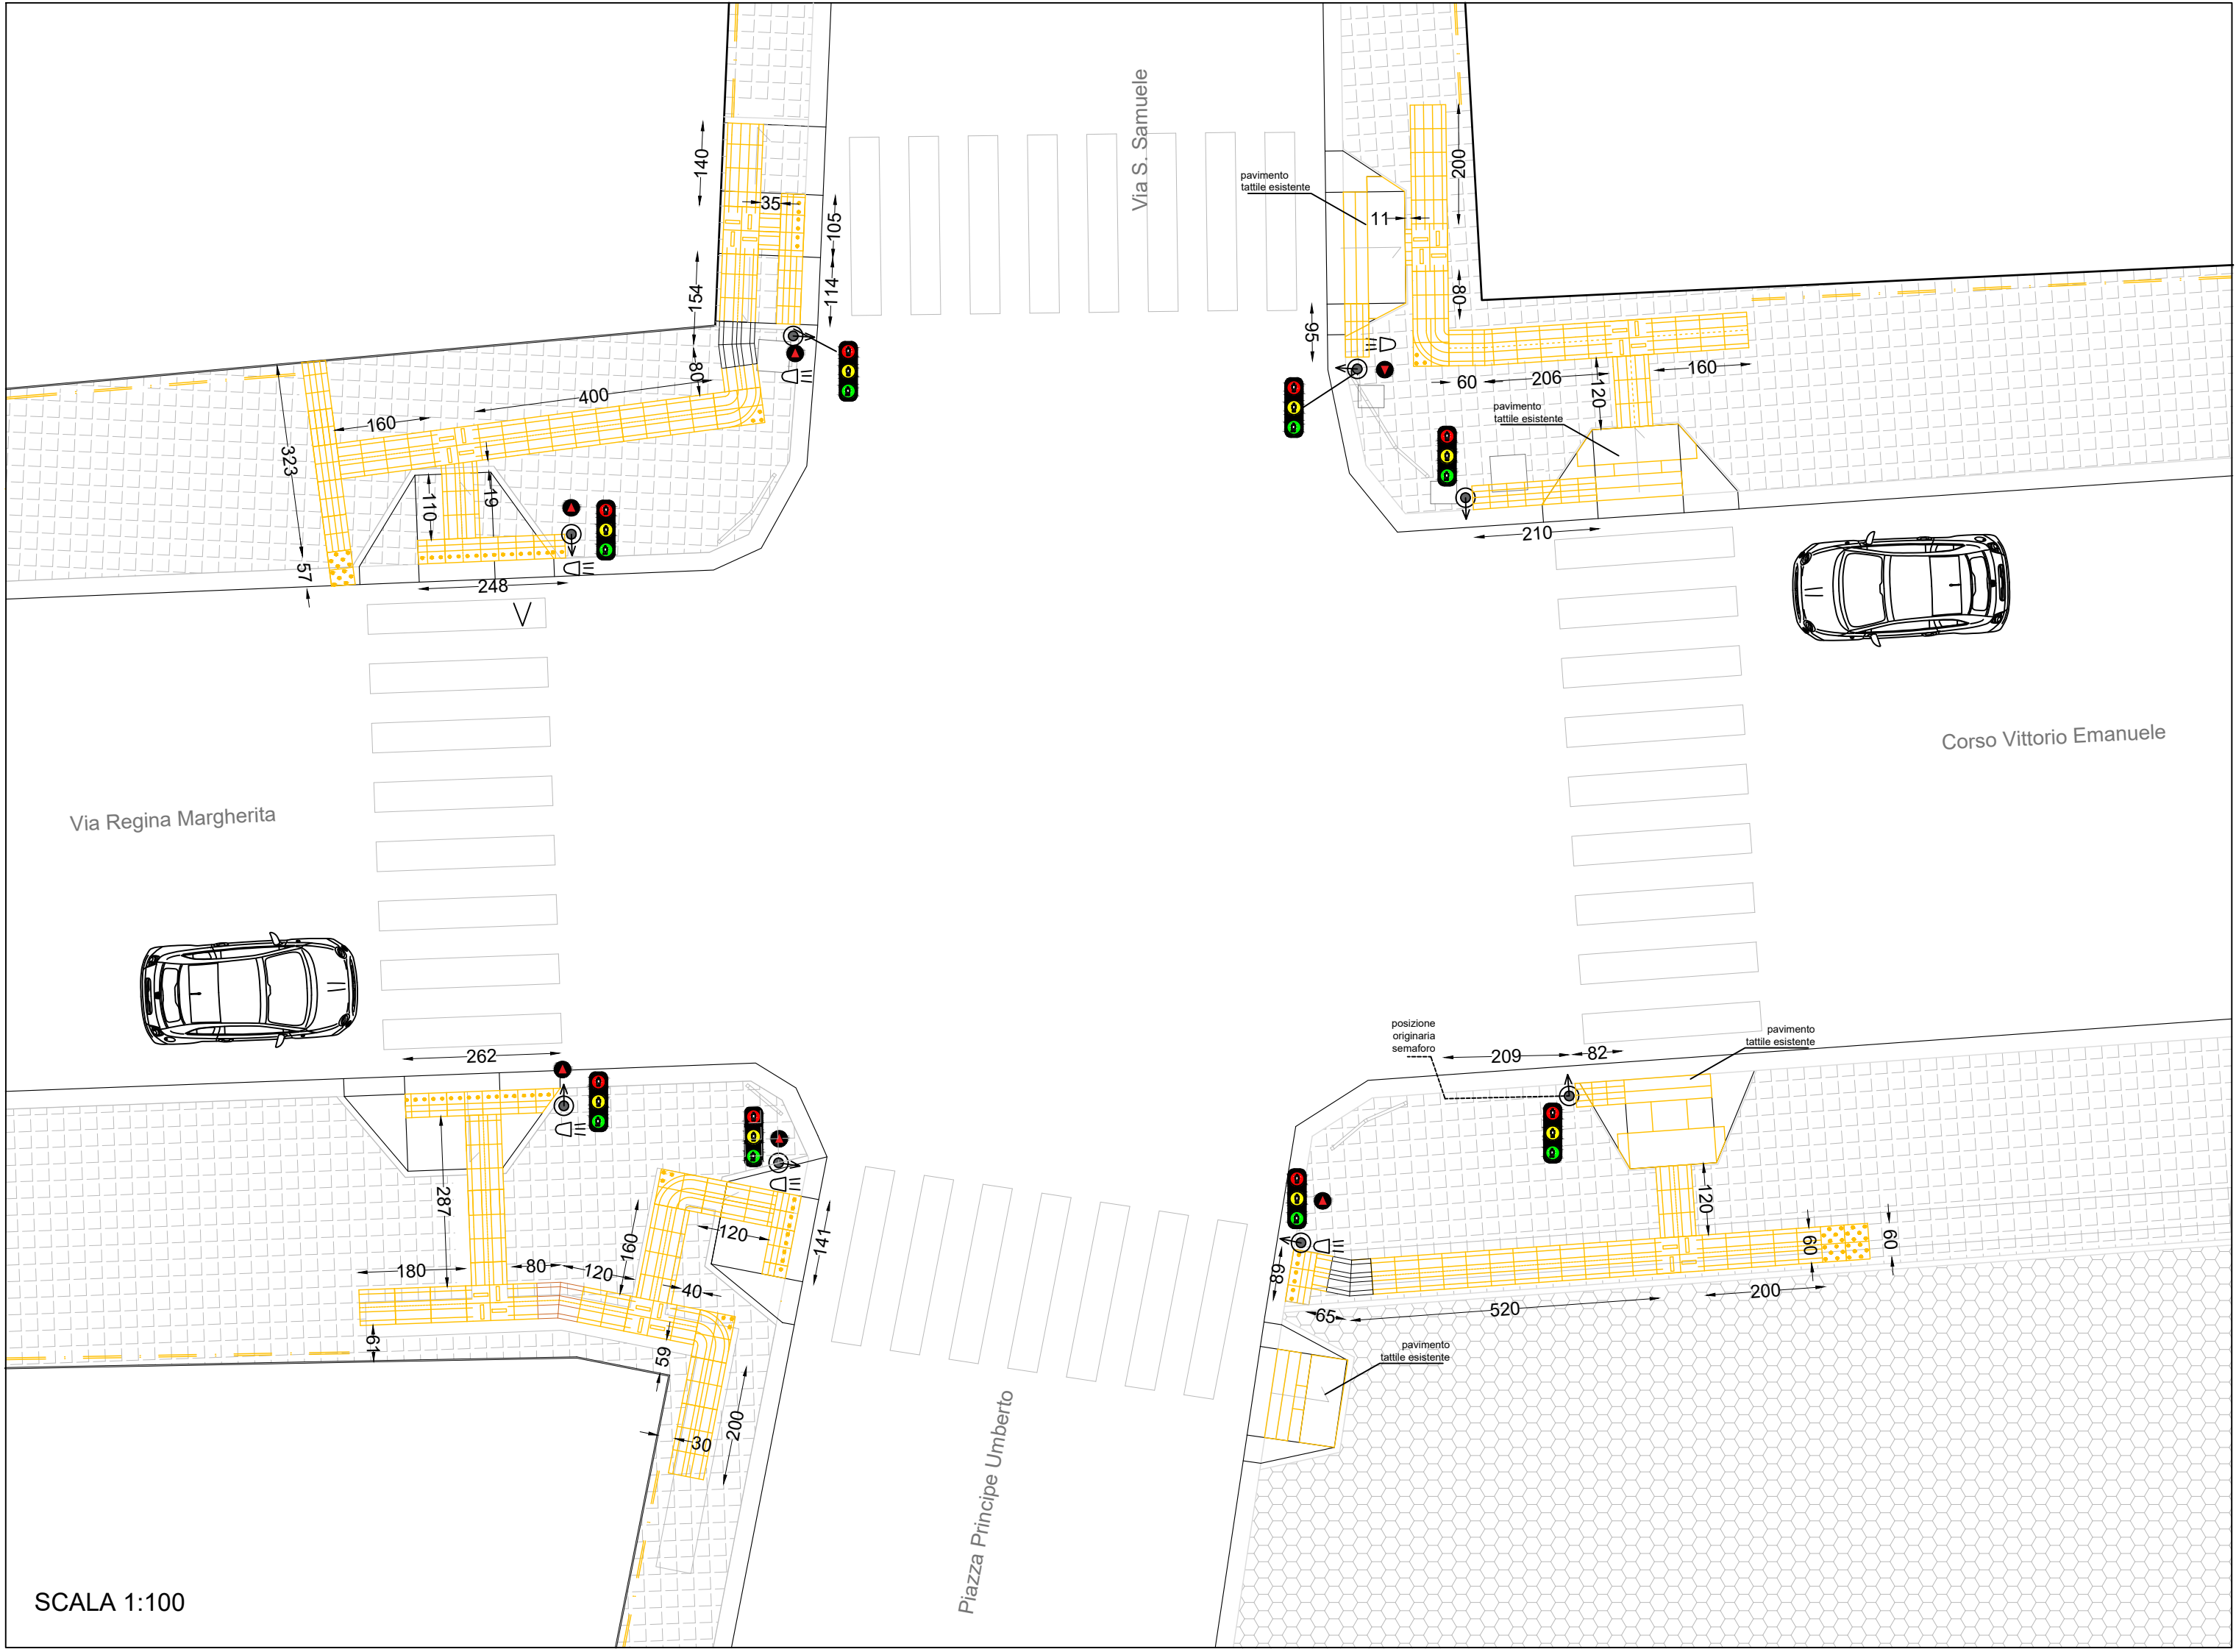 Via S. Samuele
140
35
105
154
114
80
400
160
323
110
19
57
248
pavimento
tattile esistente
200
11
80
95
60
206
120
160
pavimento
tattile esistente
210
Corso Vittorio Emanuele
Via Regina Margherita
262
287
180
80
120
160
120
141
40
61
59
30
200
posizione
originaria
semaforo
209
82
pavimento
tattile esistente
120
60
60
89
65
520
200
pavimento
tattile esistente
Piazza Principe Umberto
SCALA 1:100